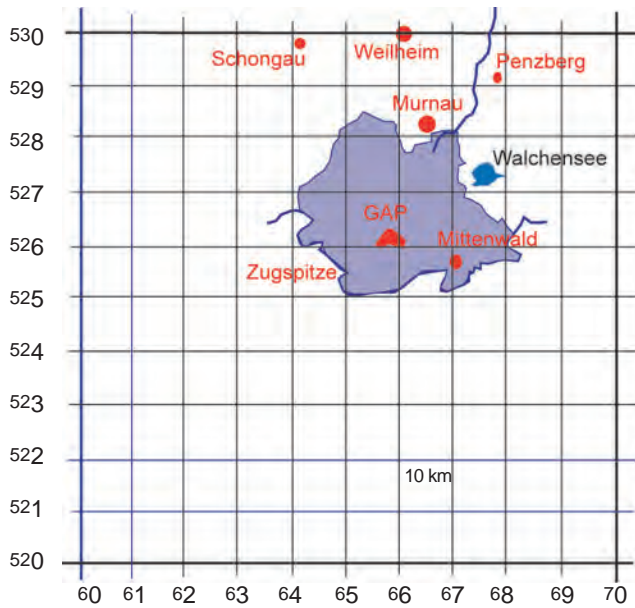 530
Schongau
Weilheim
Penzberg
529
Murnau
528
Walchensee
527
GAP
526
Mittenwald
Zugspitze
525
524
523
522
10 km
521
520
60 61 62 63 64 65 66 67 68 69 70